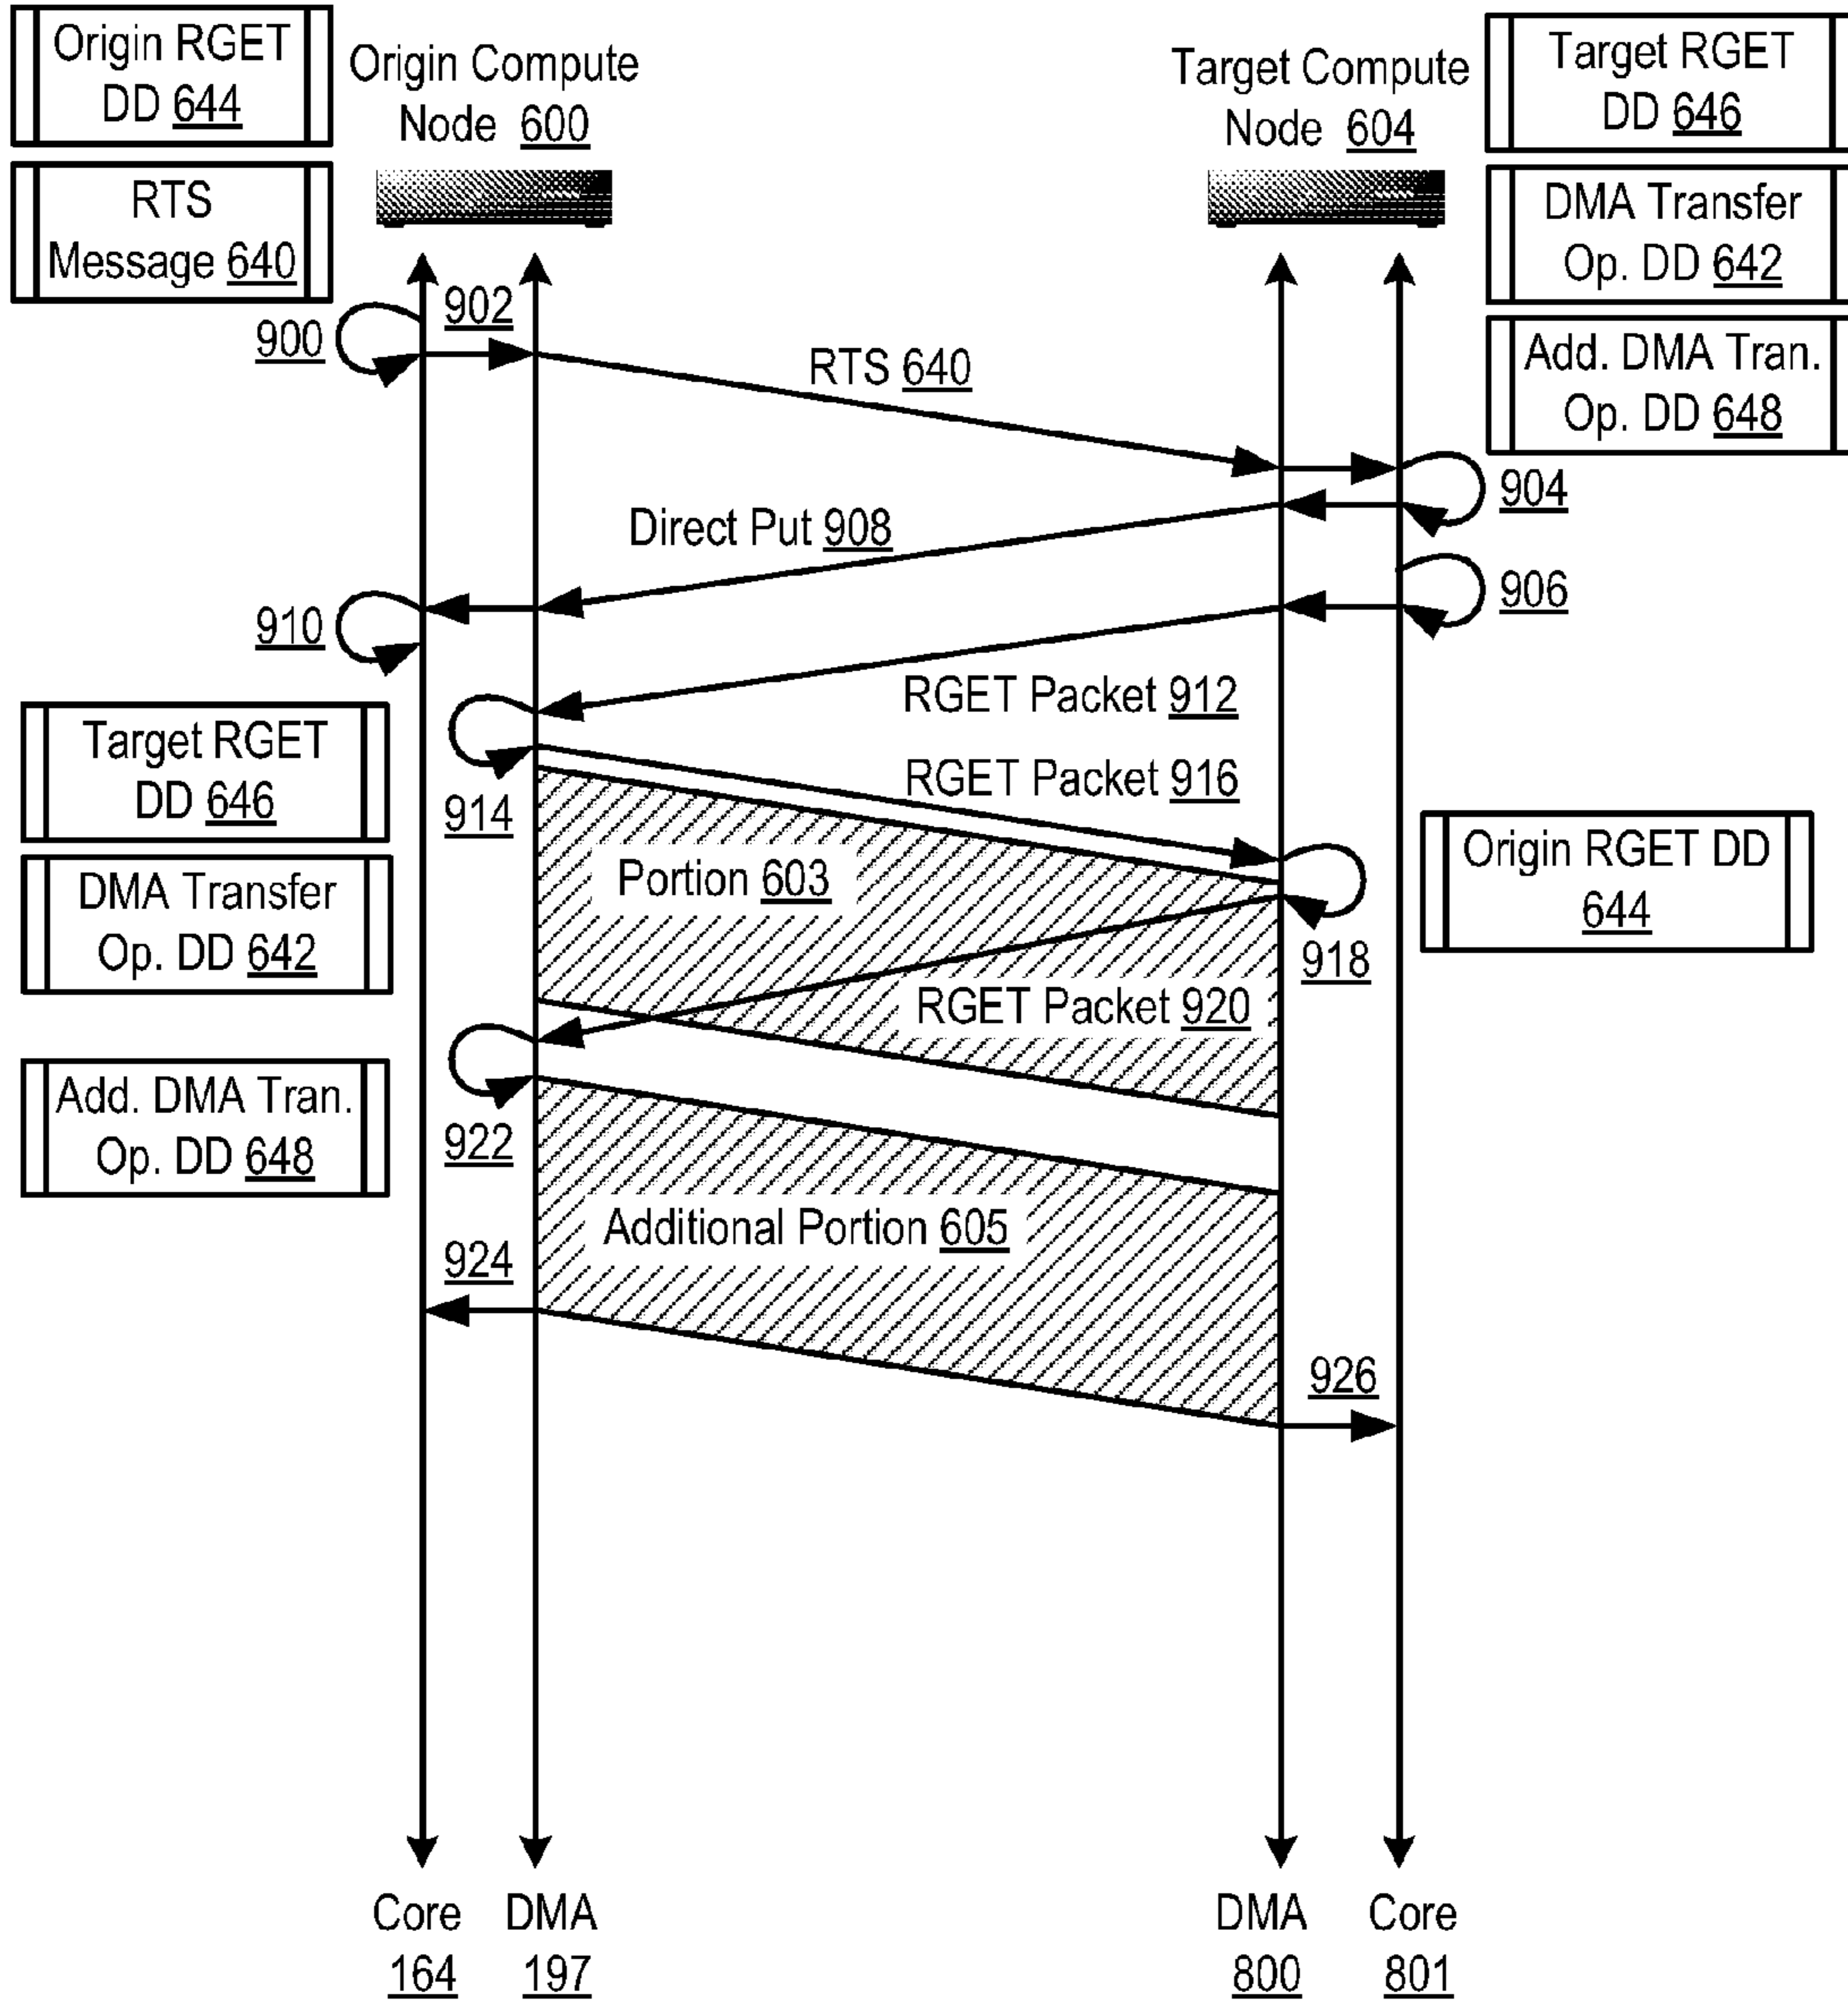 Origin RGET
DD 644
RTS
Message 640
Origin Compute
Node 600
Target Compute
Node 604
Target RGET
DD 646
DMA Transfer
Op. DD 642
Add. DMA Tran.
Op. DD 648
900
902
RTS 640
904
Direct Put 908
906
910
RGET Packet 912
Target RGET
DD 646
914
RGET Packet 916
Portion 603
Origin RGET DD
644
DMA Transfer
Op. DD 642
918
RGET Packet 920
Add. DMA Tran.
Op. DD 648
922
Additional Portion 605
924
926
Core
164
DMA
197
DMA
800
Core
801